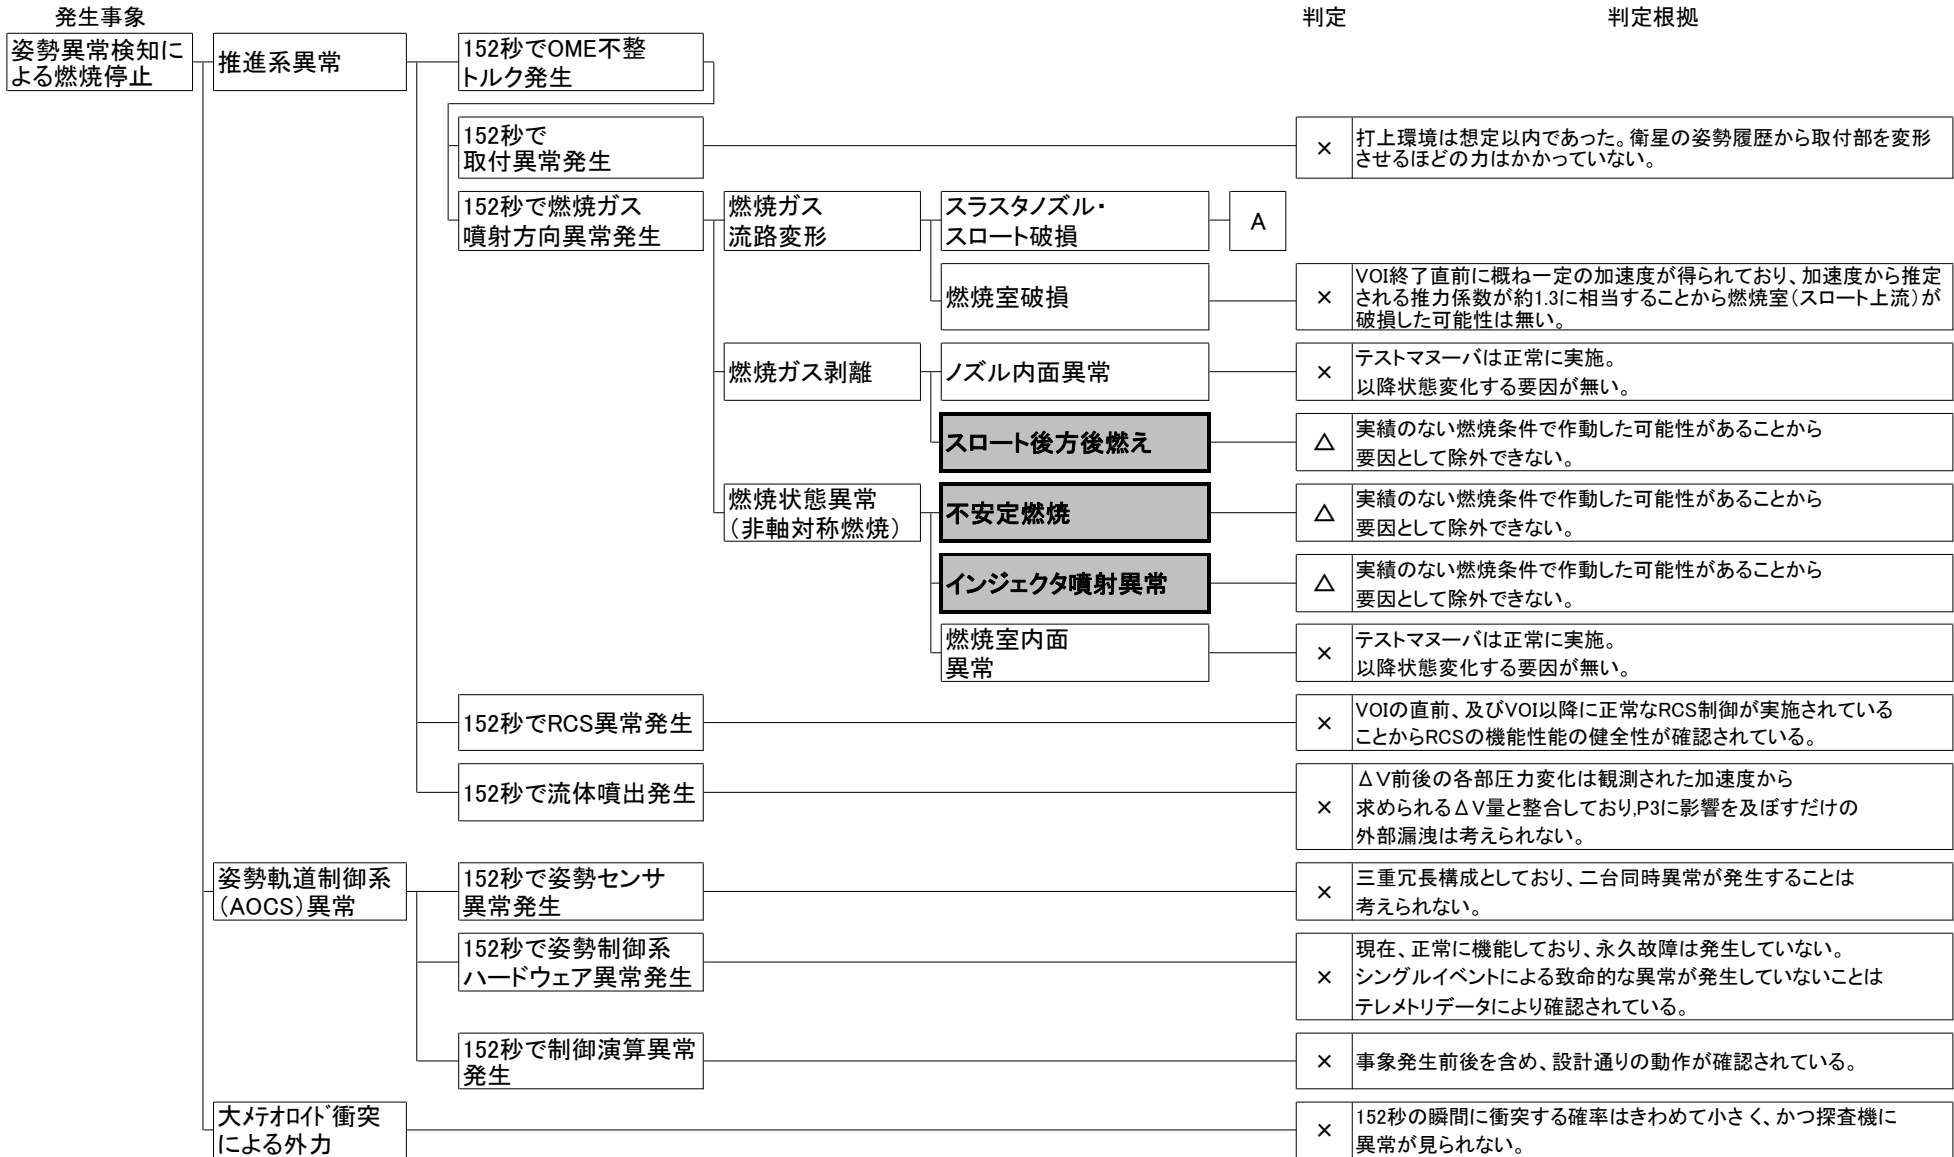 発生事象
判定
判定根拠
姿勢異常検知に
よる燃焼停止
推進系異常
152秒でOME不整
トルク発生
152秒で
取付異常発生
×
打上環境は想定以内であった。衛星の姿勢履歴から取付部を変形
させるほどの力はかかっていない。
152秒で燃焼ガス
噴射方向異常発生
燃焼ガス
流路変形
スラスタノズル・
スロート破損
A
燃焼室破損
×
VOI終了直前に概ね一定の加速度が得られており、加速度から推定
される推力係数が約1.3に相当することから燃焼室(スロート上流)が
破損した可能性は無い。
燃焼ガス剥離
ノズル内面異常
×
テストマヌーバは正常に実施。
以降状態変化する要因が無い。
スロート後方後燃え
△
実績のない燃焼条件で作動した可能性があることから
要因として除外できない。
燃焼状態異常
(非軸対称燃焼)
不安定燃焼
△
実績のない燃焼条件で作動した可能性があることから
要因として除外できない。
インジェクタ噴射異常
△
実績のない燃焼条件で作動した可能性があることから
要因として除外できない。
燃焼室内面
異常
×
テストマヌーバは正常に実施。
以降状態変化する要因が無い。
152秒でRCS異常発生
×
VOIの直前、及びVOI以降に正常なRCS制御が実施されている
ことからRCSの機能性能の健全性が確認されている。
152秒で流体噴出発生
×
ΔV前後の各部圧力変化は観測された加速度から
求められるΔV量と整合しており,P3に影響を及ぼすだけの
外部漏洩は考えられない。
姿勢軌道制御系
(AOCS)異常
152秒で姿勢センサ
異常発生
×
三重冗長構成としており、二台同時異常が発生することは
考えられない。
152秒で姿勢制御系
ハードウェア異常発生
×
現在、正常に機能しており、永久故障は発生していない。
シングルイベントによる致命的な異常が発生していないことは
テレメトリデータにより確認されている。
152秒で制御演算異常
発生
×
事象発生前後を含め、設計通りの動作が確認されている。
大ﾒﾃｵﾛｲﾄﾞ衝突
による外力
×
152秒の瞬間に衝突する確率はきわめて小さく、かつ探査機に
異常が見られない。